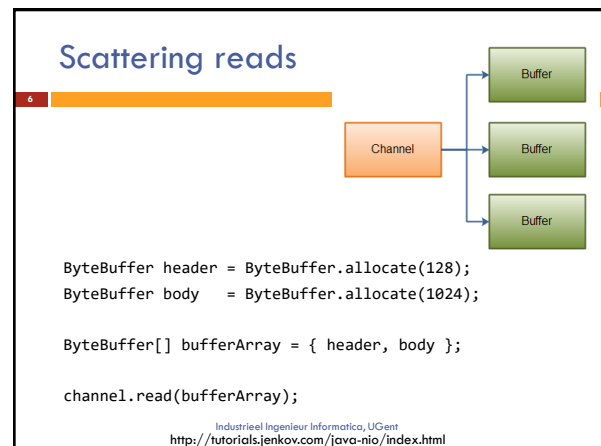 Scattering reads
6
Buffer
Channel
Buffer
Buffer
ByteBuffer header = ByteBuffer.allocate(128);
ByteBuffer body   = ByteBuffer.allocate(1024);
ByteBuffer[] bufferArray = { header, body };
channel.read(bufferArray);
Industrieel Ingenieur Informatica, UGent
http://tutorials.jenkov.com/java-nio/index.html